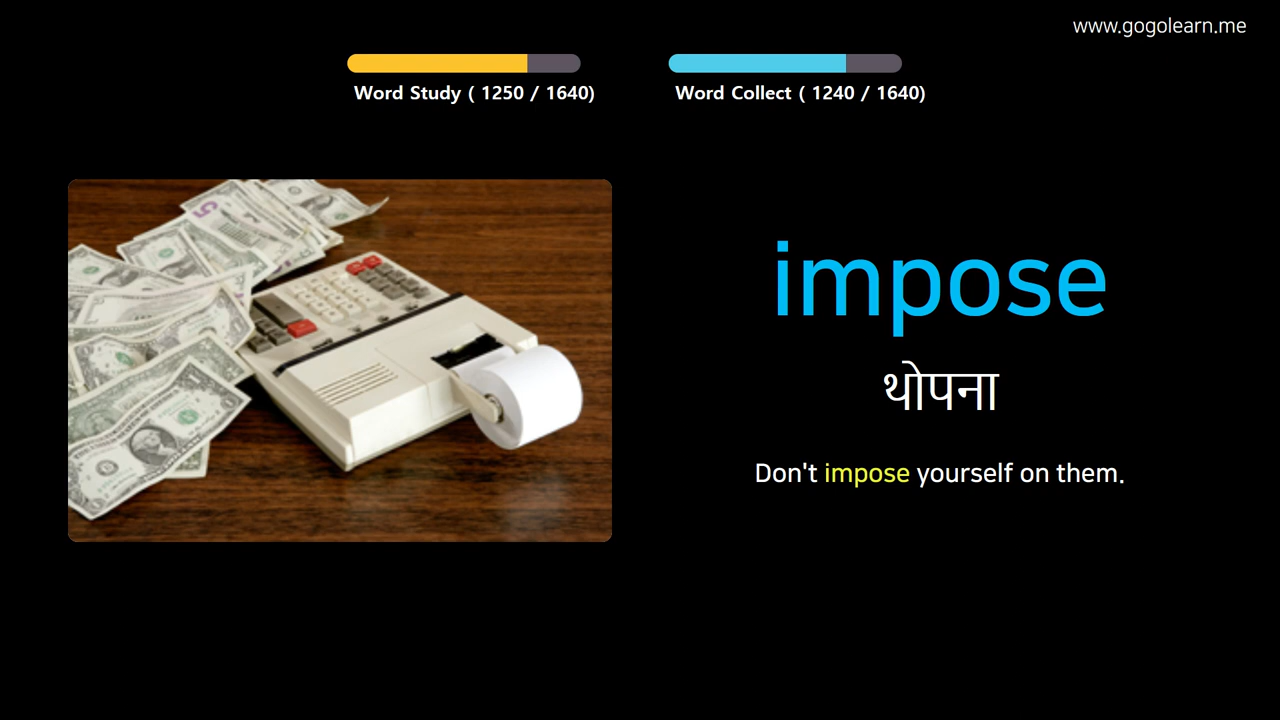 www.gogolearn.me
Word Study ( 1250 / 1640)
Word Collect ( 1240 / 1640)
impose
थोपना
Don't impose yourself on them.